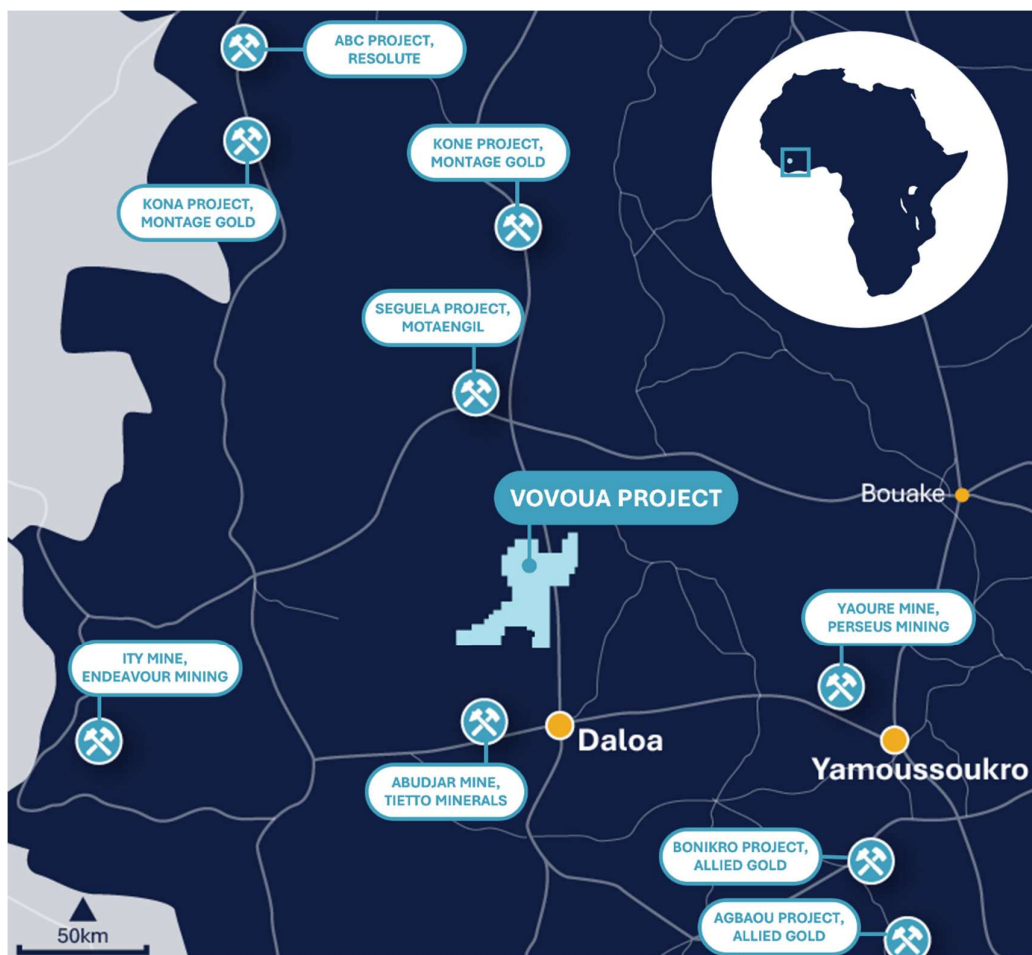 ABC PROJECT,
RESOLUTE
KONE PROJECT,
MONTAGE GOLD
KONA PROJECT,
MONTAGE GOLD
SEGUELA PROJECT,
MOTAENGIL
VOVOUA PROJECT
Bouake
YAOURE MINE,
PERSEUS MINING
ITY MINE,
ENDEAVOUR MINING
Daloa
Yamoussoukro
ABUDJAR MINE,
TIETTO MINERALS
BONIKRO PROJECT,
ALLIED GOLD
AGBAOU PROJECT,
ALLIED GOLD
50km